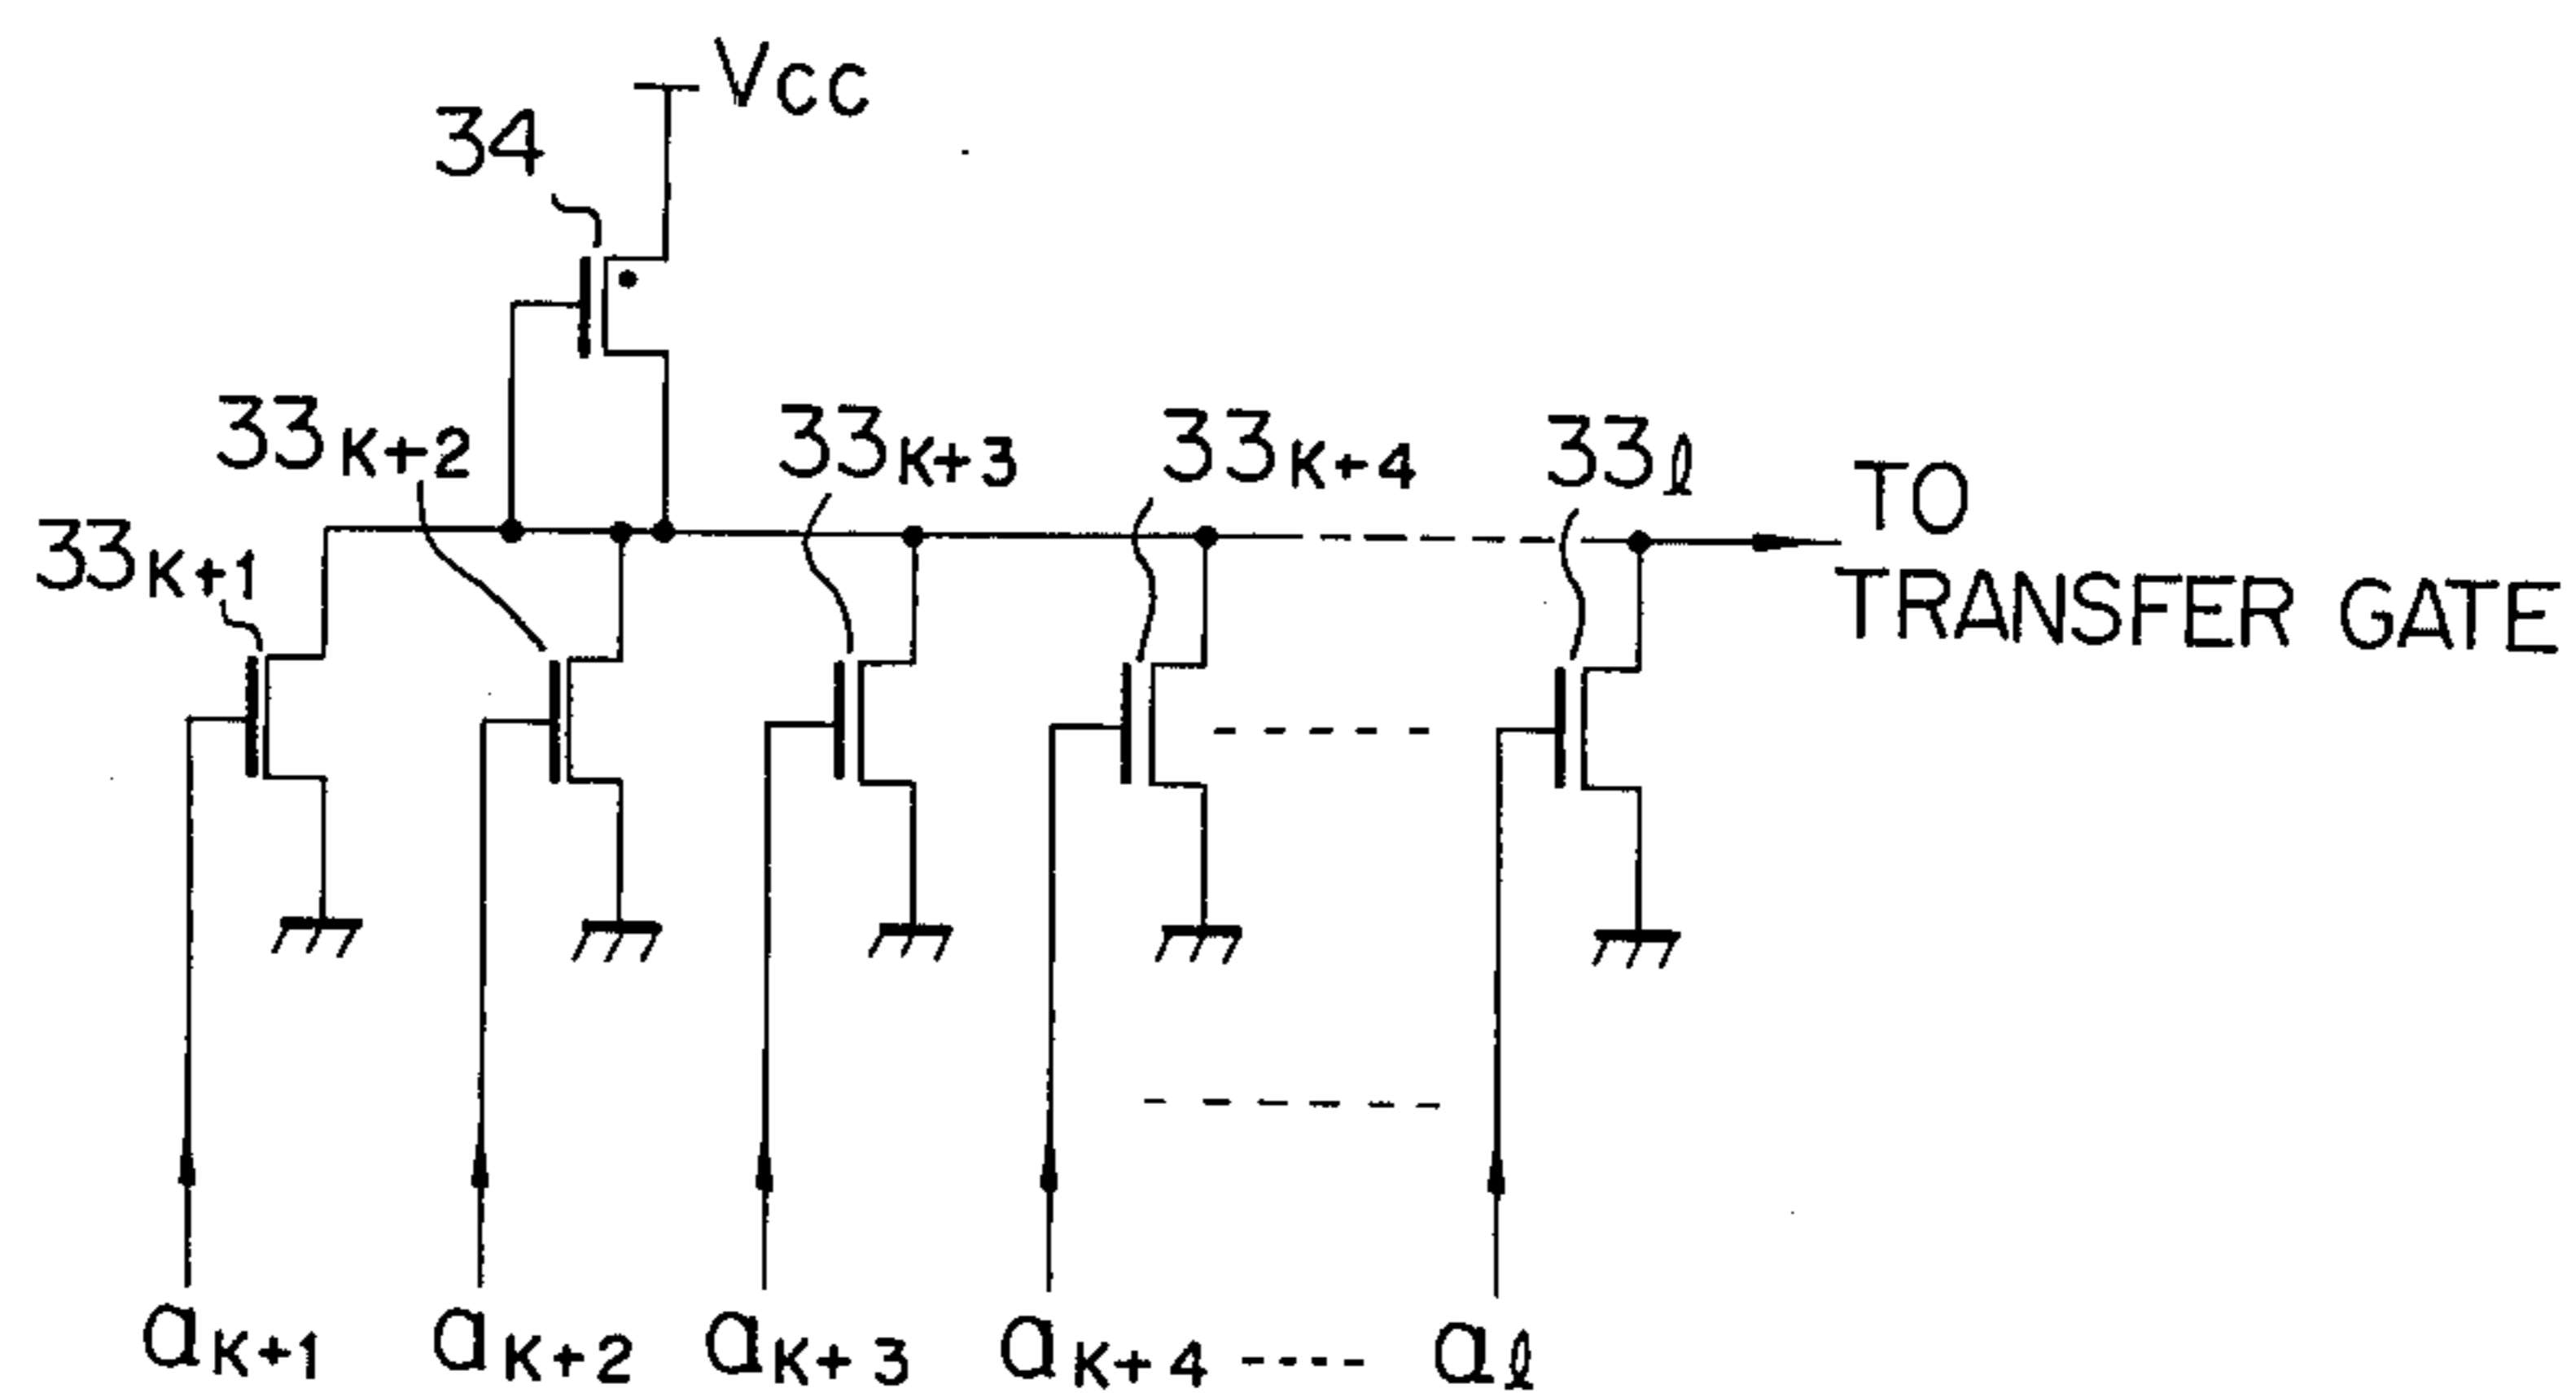 Vcc
34
33K+2
33K+3
33K+4
33ℓ
33K+1
TO
TRANSFER GATE
aK+1
aK+2
aK+3
aK+4
aℓ